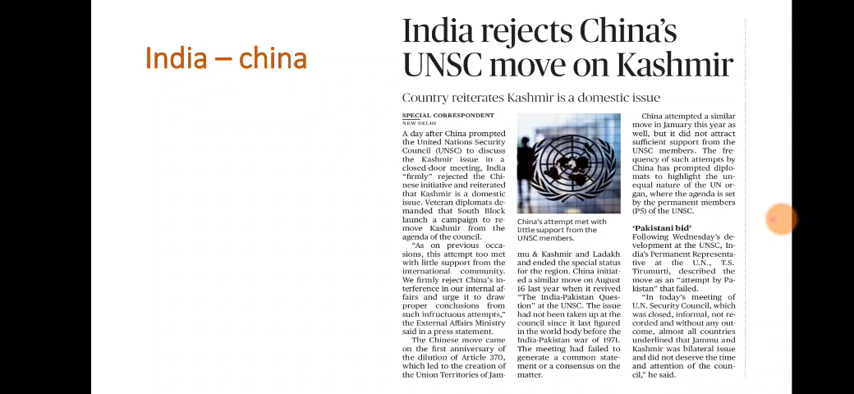 India – china
India rejects China's
UNSC move on Kashmir
Country reiterates Kashmir is a domestic issue
SPECIAL CORRESPONDENT
NEW DELHI
A day after China prompted
the United Nations Security
Council (UNSC) to discuss
the Kashmir issue in a
closed-door meeting, India
"firmly" rejected the Chi-
nese initiative and reiterated
that Kashmir is a domestic
issue. Veteran diplomats de-
manded that South Block
launch a campaign to re-
move Kashmir from the
agenda of the council.
"As on previous occa-
sions, this attempt too met
with little support from the
international community.
We firmly reject China's in-
terference in our internal af-
fairs and urge it to draw
proper conclusions from
such infructuous attempts,"
the External Affairs Ministry
said in a press statement.
The Chinese move came
on the first anniversary of
the dilution of Article 370,
which led to the creation of
the Union Territories of Jam-
China's attempt met with
little support from the
UNSC members.
mu & Kashmir and Ladakh
and ended the special status
for the region. China initiat-
ed a similar move on August
16 last year when it revived
"The India-Pakistan Ques-
tion" at the UNSC. The issue
had not been taken up at the
council since it last figured
in the world body before the
India-Pakistan war of 1971.
The meeting had failed to
generate a common state-
ment or a consensus on the
matter.
China attempted a similar
move in January this year as
well, but it did not attract
sufficient support from the
UNSC members. The fre-
quency of such attempts by
China has prompted diplo-
mats to highlight the un-
equal nature of the UN or-
gan, where the agenda is set
by the permanent members
(P5) of the UNSC.
'Pakistani bid'
Following Wednesday's de-
velopment at the UNSC, In-
dia's Permanent Representa-
tive at the U.N., T.S.
Tirumurti, described the
move as an "attempt by Pa-
kistan" that failed.
"In today's meeting of
U.N. Security Council, which
was closed, informal, not re-
corded and without any out-
come, almost all countries
underlined that Jammu and
Kashmir was bilateral issue
and did not deserve the time
and attention of the coun-
cil," he said.